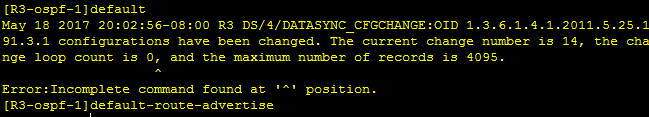 [R3-ospf-1]default
May 18 2017 20:02:56-08:00 R3 DS/4/DATASYNC_CFGCHANGE:OID 1.3.6.1.4.1.2011.5.25.1
91.3.1 configurations have been changed. The current change number is 14, the cha
nge loop count is 0, and the maximum number of records is 4095.
^
Error:Incomplete command found at '^' position.
[R3-ospf-1]default-route-advertise